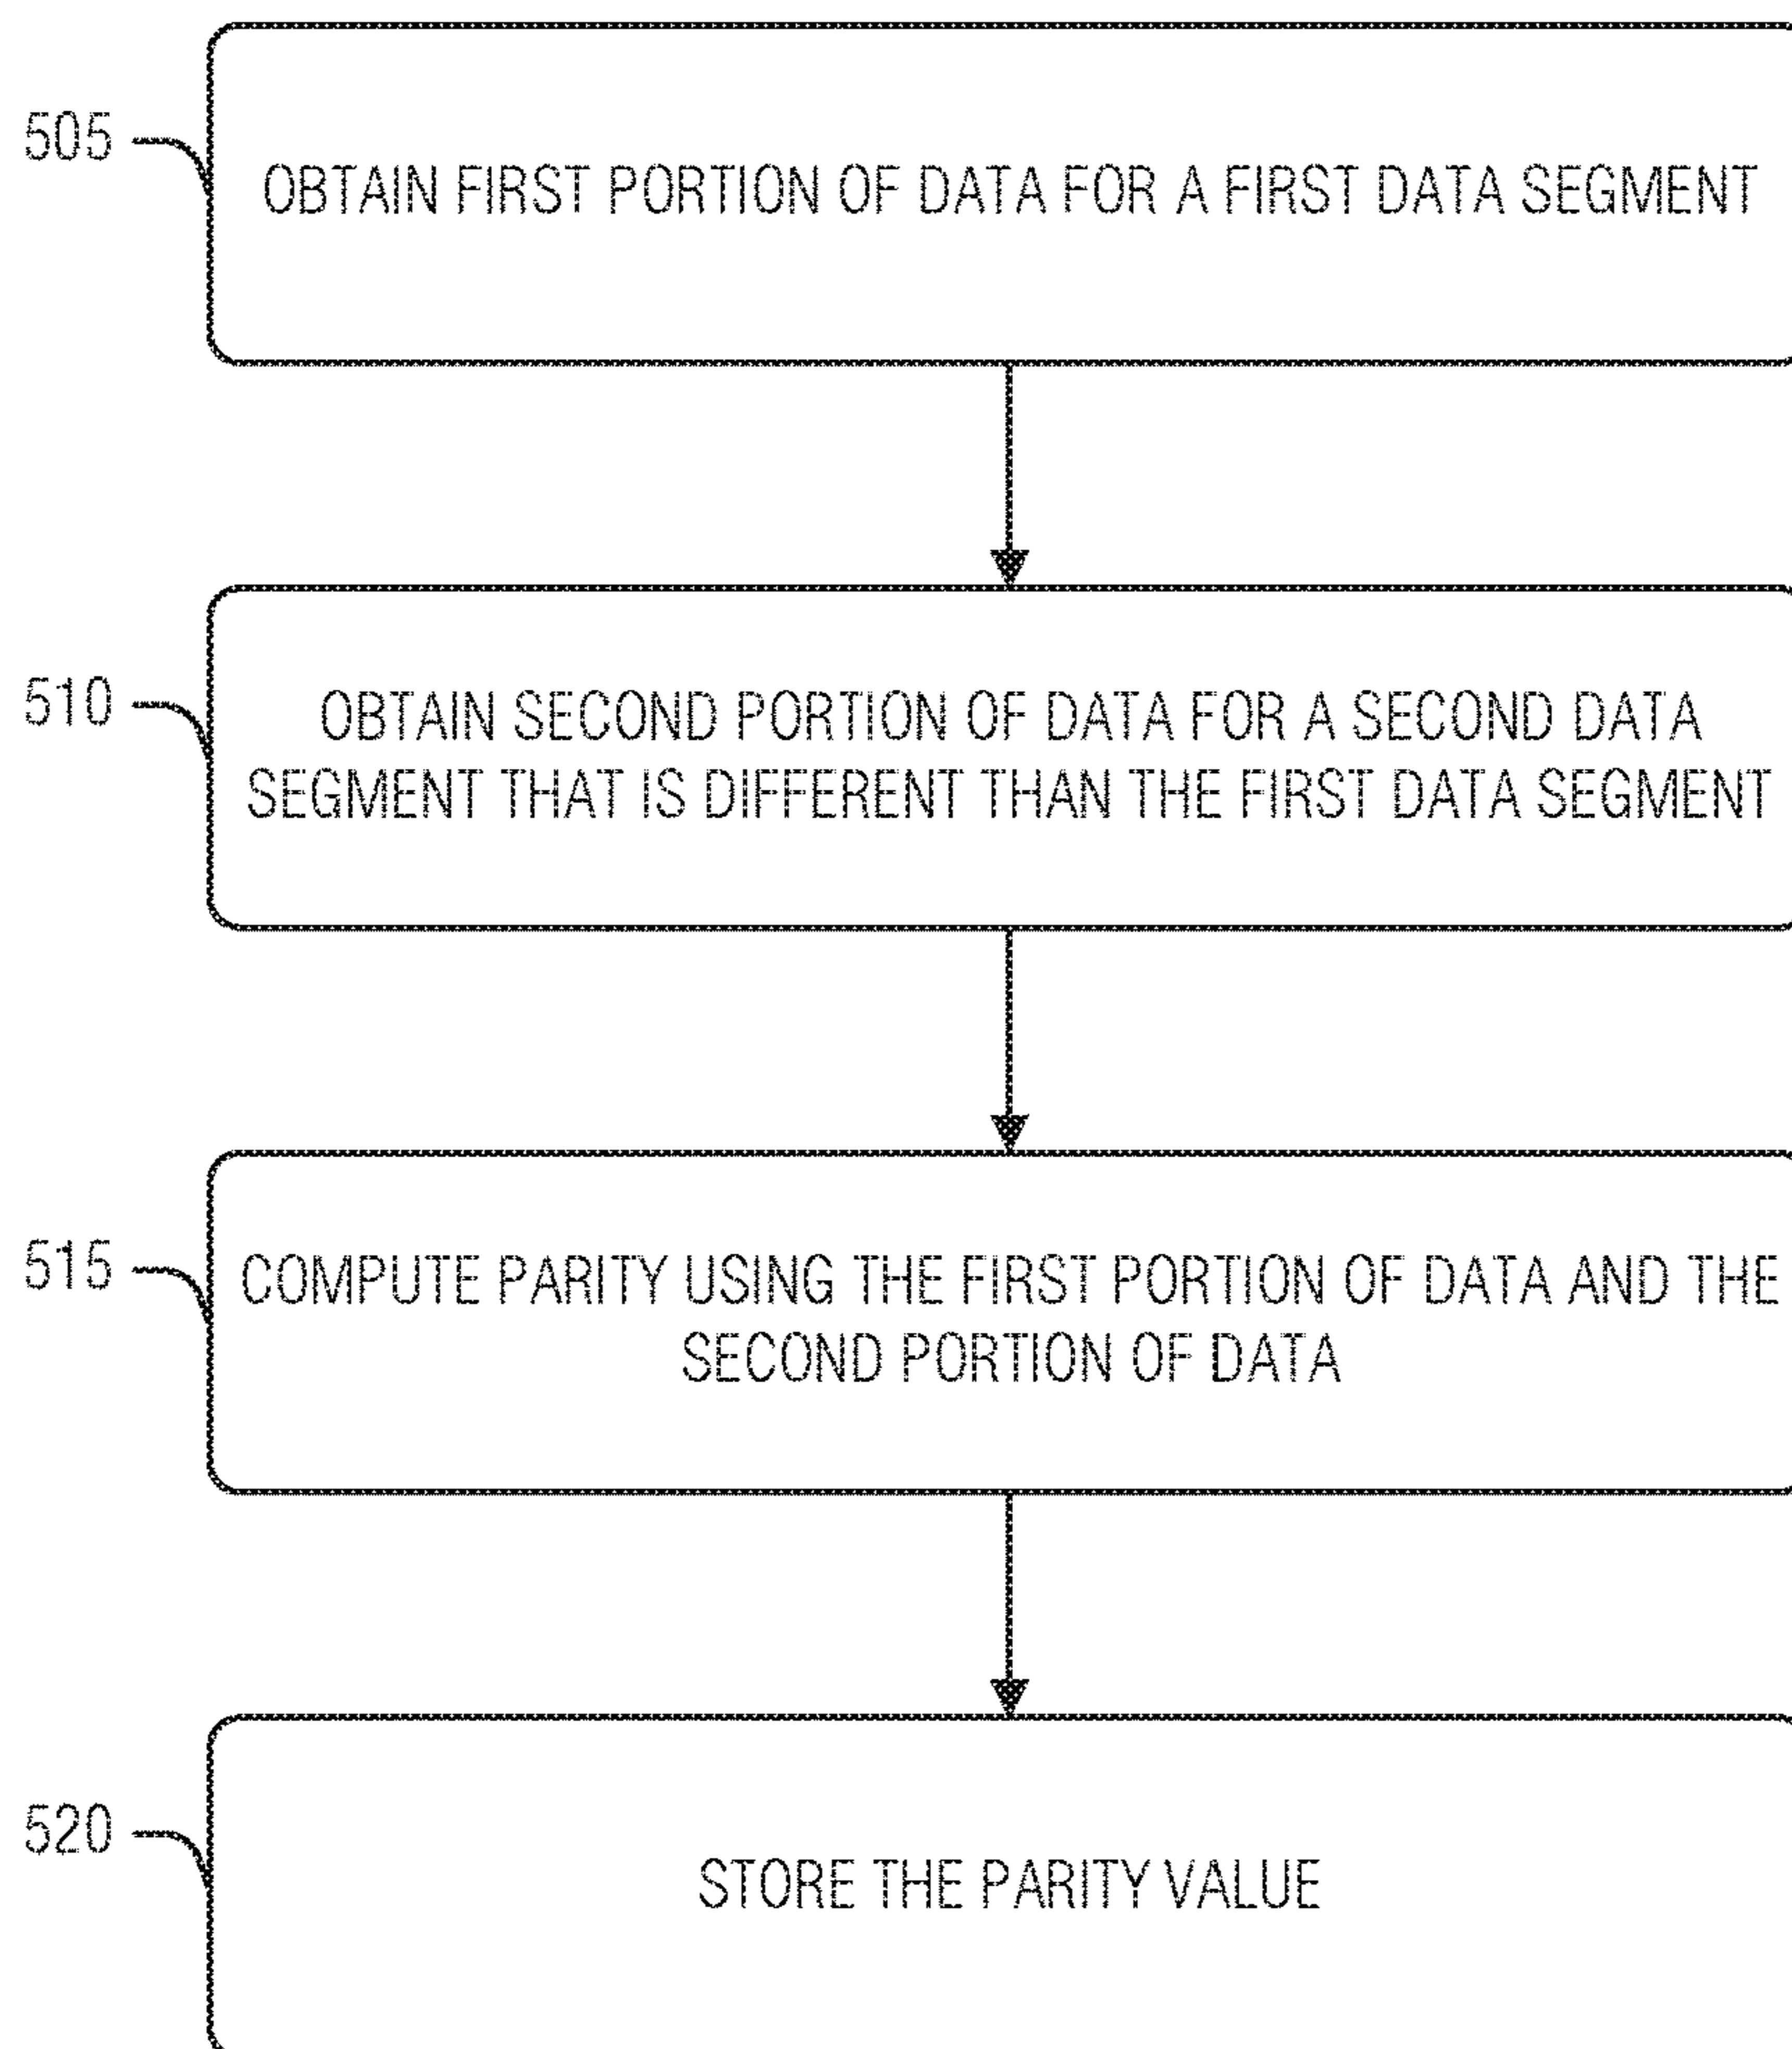 505
OBTAIN FIRST PORTION OF DATA FOR A FIRST DATA SEGMENT
510
OBTAIN SECOND PORTION OF DATA FOR A SECOND DATA
SEGMENT THAT IS DIFFERENT THAN THE FIRST DATA SEGMENT
515
COMPUTE PARITY USING THE FIRST PORTION OF DATA AND THE
SECOND PORTION OF DATA
520
STORE THE PARITY VALUE